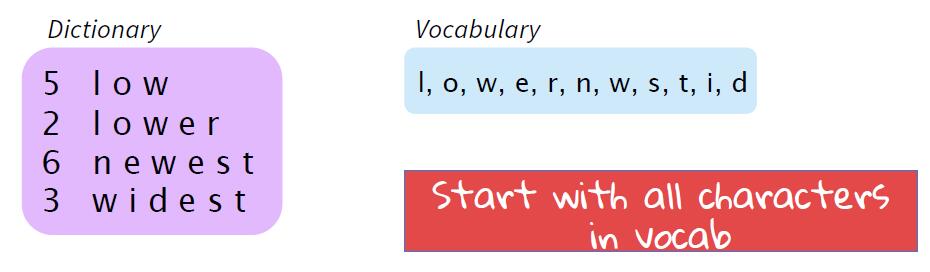 Dictionary
5 l o w
2 l o w e r
6 n e w e s t
3 w i d e s t
Vocabulary
l, o, w, e, r, n, w, s, t, i, d
Start with all characters
in vocab